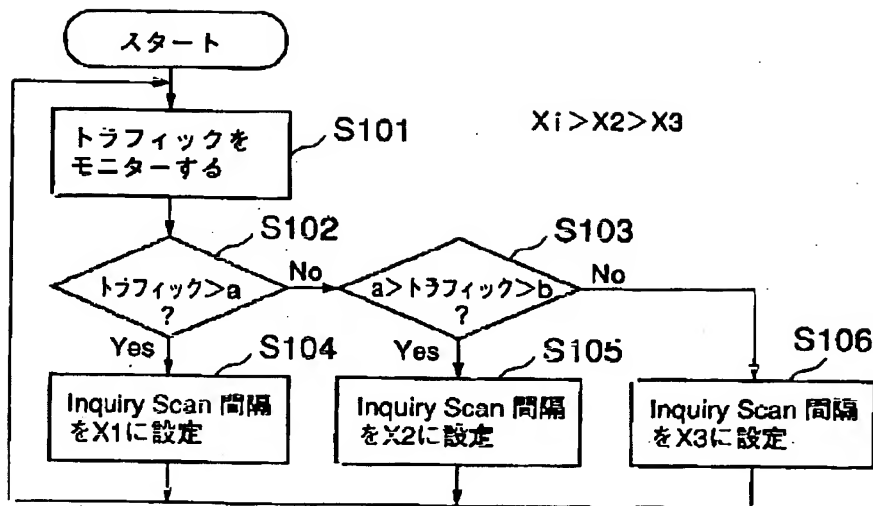 スタート
トラフィックを
モニターする
S101
Xi>X2>X3
S102
トラフィック>a
?
No
Yes
S103
a>トラフィック>b
?
No
Yes
S104
Inquiry Scan 間隔
をX1に設定
S105
Inquiry Scan 間隔
をX2に設定
S106
Inquiry Scan 間隔
をX3に設定